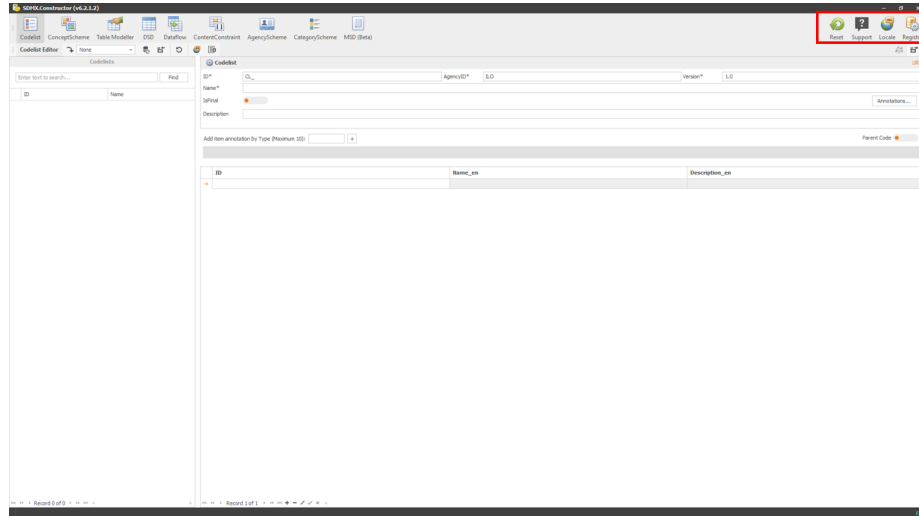 SDMX.Constructor (v6.2.1.2)
Codelist ConceptScheme Table Modeller DSD Dataflow ContentConstraint AgencyScheme CategoryScheme MSD (Beta) Reset Support Locale Registr
Codelist Editor None
Codelists
Enter text to search... Find
ID Name
Codelist UR
ID* CL_ AgencyID* ILO Version* 1.0
Name*
IsFinal Annotations...
Description
Add item annotation by Type (Maximum 10): + Parent Code
ID Name_en Description_en
Record 0 of 0 Record 1 of 1